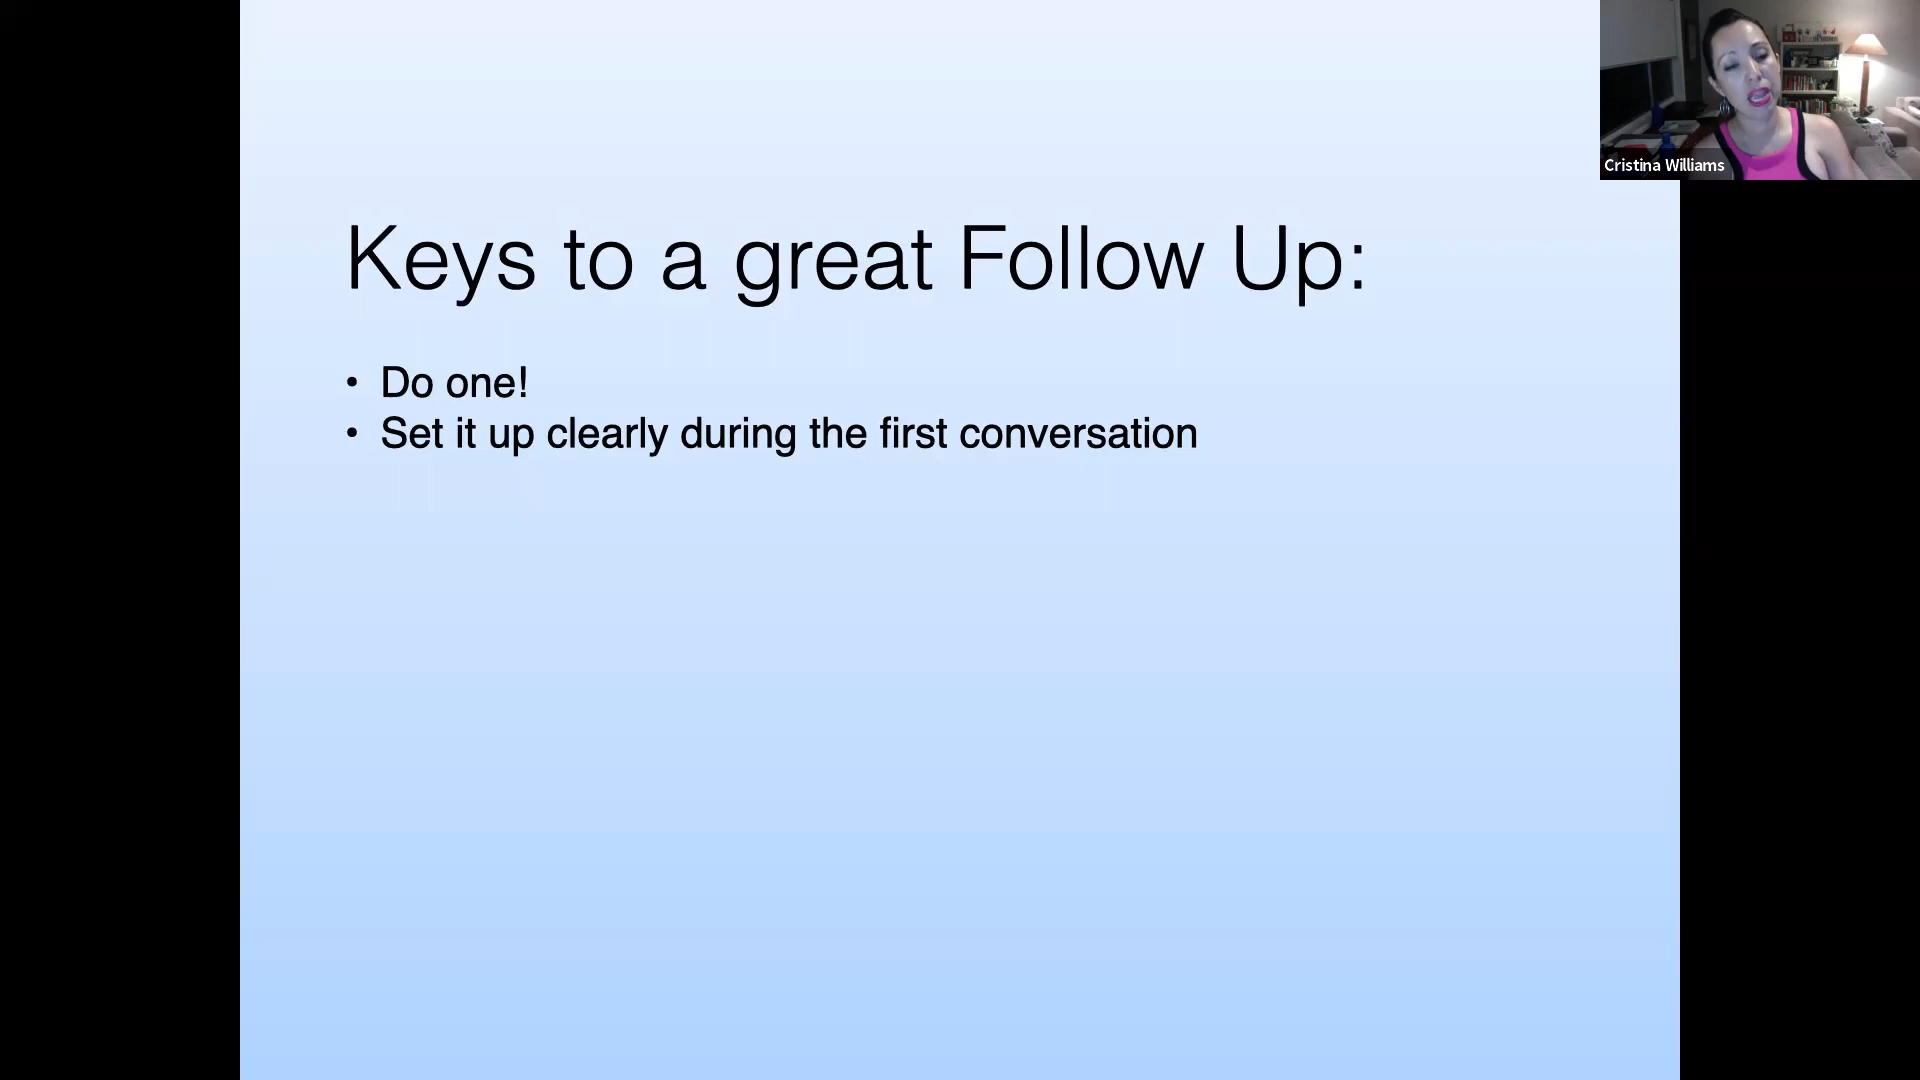 Cristina Williams
Keys to a great Follow Up:
• Do one!
• Set it up clearly during the first conversation